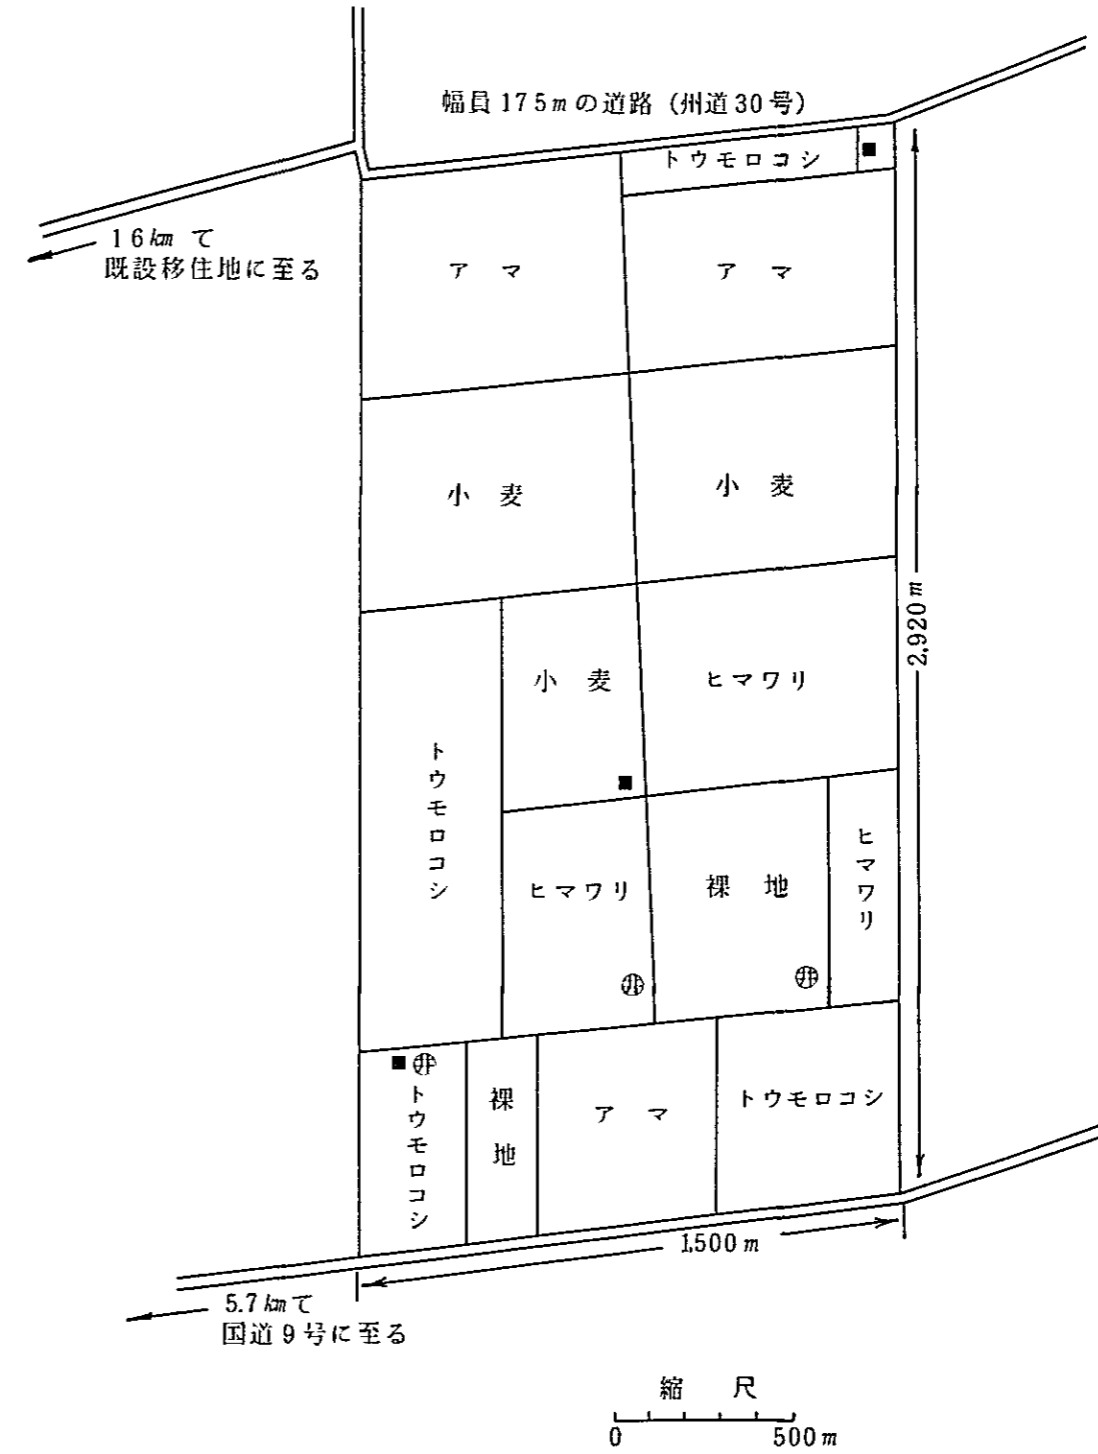 幅員175mの道路(州道30号)
トウモロコシ
16kmで
既設移住地に至る
アマ
アマ
小麦
小麦
2,920m
小麦
ヒマワリ
トウモロコシ
ヒマワリ
裸地
ヒマワリ
井
井
井
トウモロコシ
裸地
アマ
トウモロコシ
1,500m
5.7kmで
国道9号に至る
縮尺
0 500m